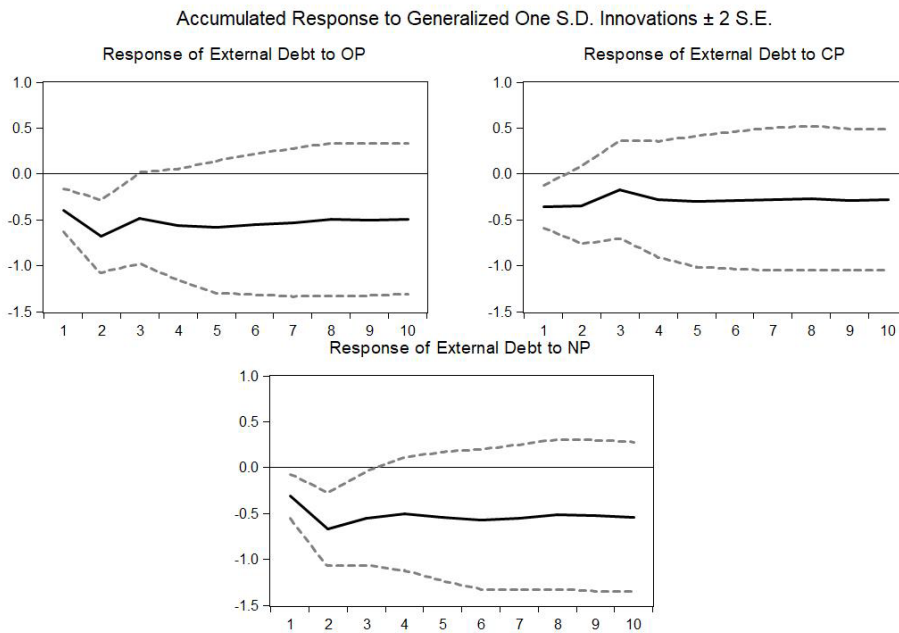 Accumulated Response to Generalized One S.D. Innovations ± 2 S.E.
Response of External Debt to OP
1.0
0.5
0.0
-0.5
-1.0
-1.5
1 2 3 4 5 6 7 8 9 10
Response of External Debt to CP
1.0
0.5
0.0
-0.5
-1.0
-1.5
1 2 3 4 5 6 7 8 9 10
Response of External Debt to NP
1.0
0.5
0.0
-0.5
-1.0
-1.5
1 2 3 4 5 6 7 8 9 10